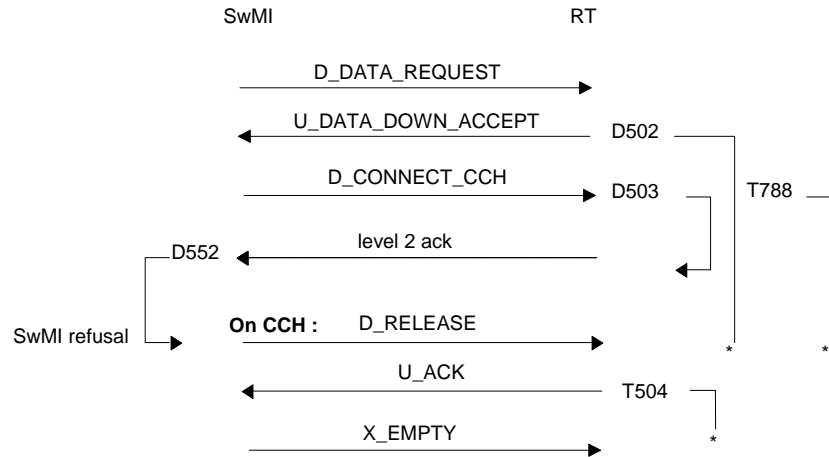 SwMI RT
D_DATA_REQUEST
U_DATA_DOWN_ACCEPT D502
D_CONNECT_CCH D503 T788
D552 level 2 ack
SwMI refusal On CCH : D_RELEASE
* *
U_ACK T504
X_EMPTY *